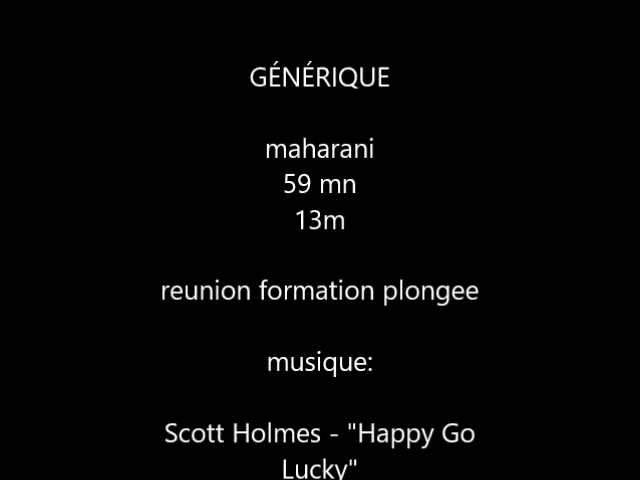 GÉNÉRIQUE
maharani
59 mn
13m
reunion formation plongee
musique:
Scott Holmes - "Happy Go
Lucky"